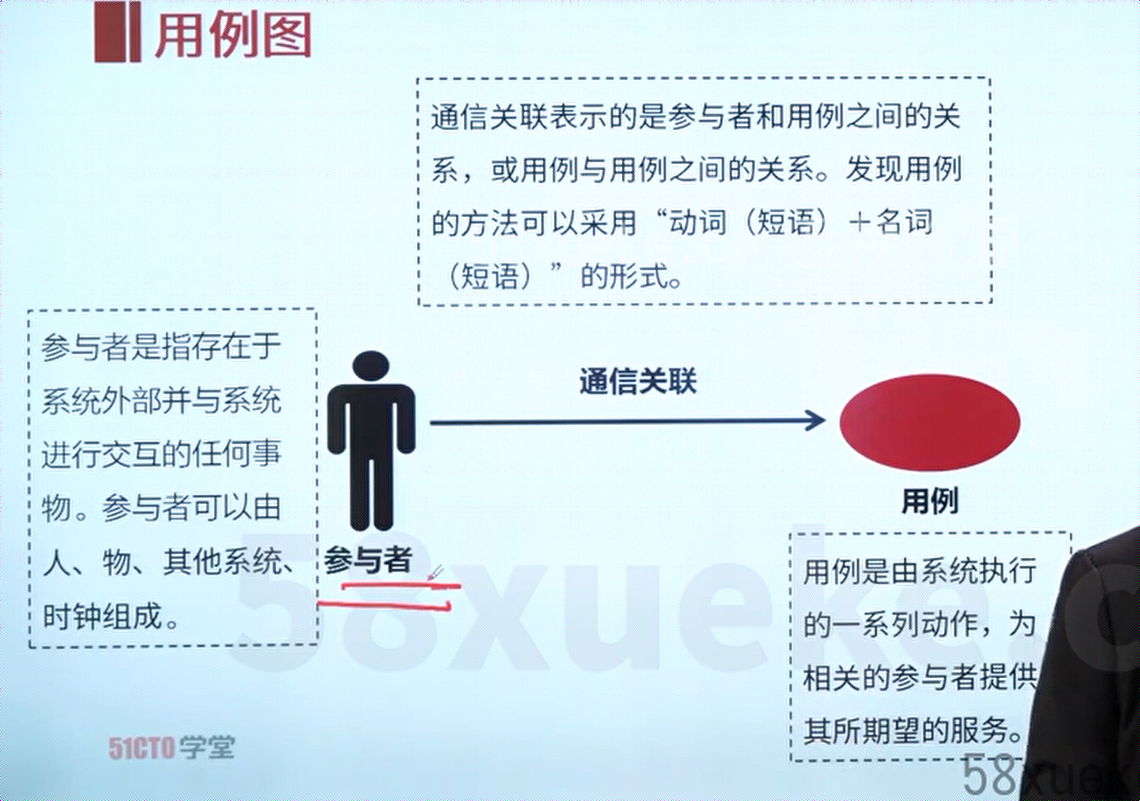 用例图
通信关联表示的是参与者和用例之间的关
系，或用例与用例之间的关系。发现用例
的方法可以采用“动词（短语）＋名词
（短语）”的形式。
参与者是指存在于
系统外部并与系统
进行交互的任何事
物。参与者可以由
人、物、其他系统、
时钟组成。
通信关联
参与者
用例
用例是由系统执行
的一系列动作，为
相关的参与者提供
其所期望的服务。
51CTO学堂
58xueke.c
58xuek